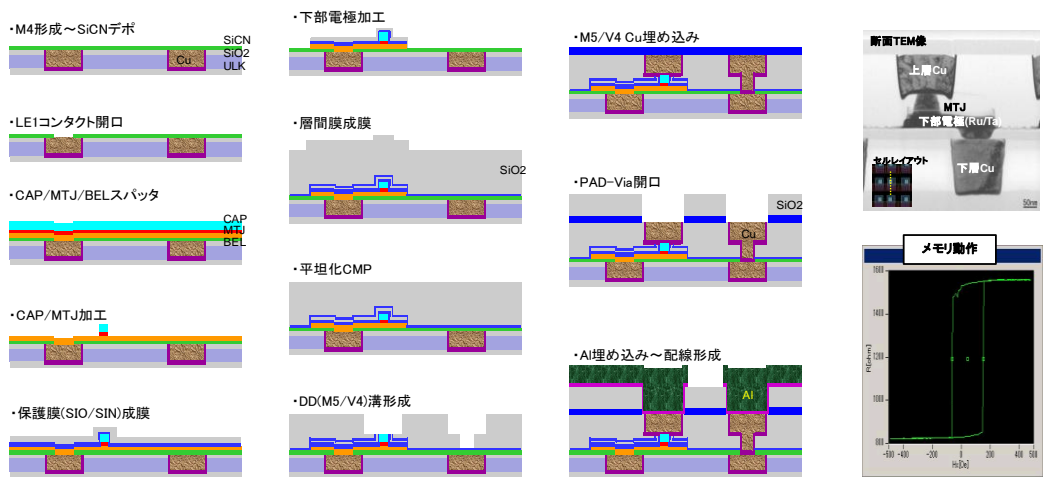 ・M4形成～SiCNデポ
SiCN
SiO2
ULK
Cu
・LE1コンタクト開口
・CAP/MTJ/BELスパッタ
CAP
MTJ
BEL
・CAP/MTJ加工
・保護膜(SIO/SIN)成膜
・下部電極加工
・層間膜成膜
SiO2
・平坦化CMP
・DD(M5/V4)溝形成
・M5/V4 Cu埋め込み
・PAD-Via開口
SiO2
Cu
・Al埋め込み～配線形成
Al
断面TEM像
上層Cu
MTJ
下部電極(Ru/Ta)
セルレイアウト
下層Cu
50nm
メモリ動作
1600
1400
1200
1000
800
R[ohm]
-500 -400 -200 0 200 400 500
Hx[Oe]